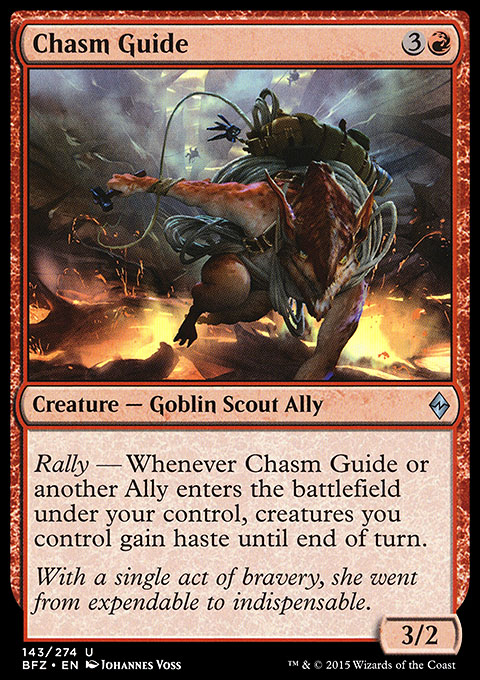 Chasm Guide 3
Creature — Goblin Scout Ally
Rally — Whenever Chasm Guide or
another Ally enters the battlefield
under your control, creatures you
control gain haste until end of turn.
With a single act of bravery, she went
from expendable to indispensable.
3/2
143/274 U
BFZ • EN Johannes Voss
™ & © 2015 Wizards of the Coast